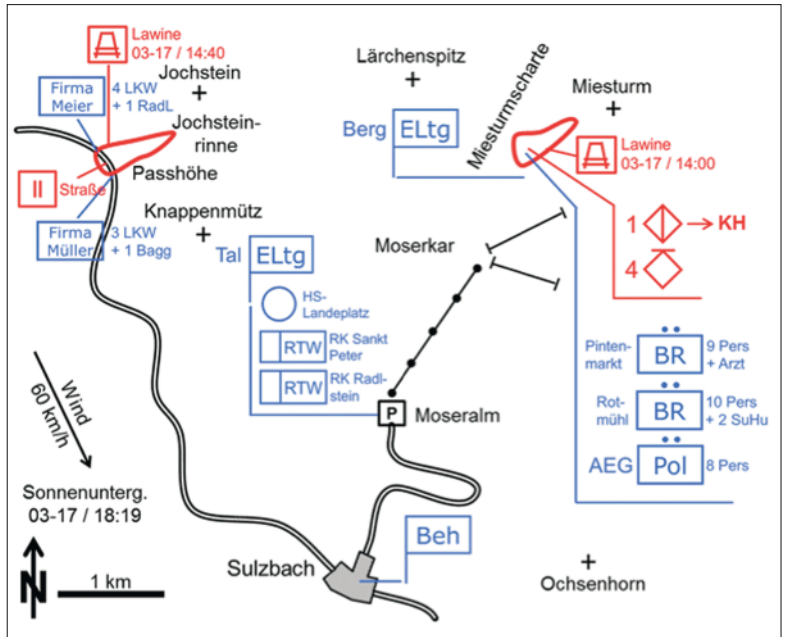 Lawine
03-17 / 14:40
Firma
Meier
4 LKW
+ 1 RadL
Jochstein
Jochstein-
rinne
Passhöhe
II
Straße
Firma
Müller
3 LKW
+ 1 Bagg
Knappenmütz
Lärchenspitz
Berg
ELtg
Miesturmscharte
Miesturm
Lawine
03-17 / 14:00
1
KH
4
Moserkar
Tal
ELtg
HS-
Landeplatz
RTW
RK Sankt
Peter
RTW
RK Radl-
stein
P
Moseralm
Pinten-
markt
BR
9 Pers
+ Arzt
Rot-
mühl
BR
10 Pers
+ 2 SuHu
AEG
Pol
8 Pers
Wind
60 km/h
Sonnenunterg.
03-17 / 18:19
N
1 km
Sulzbach
Beh
Ochsenhorn